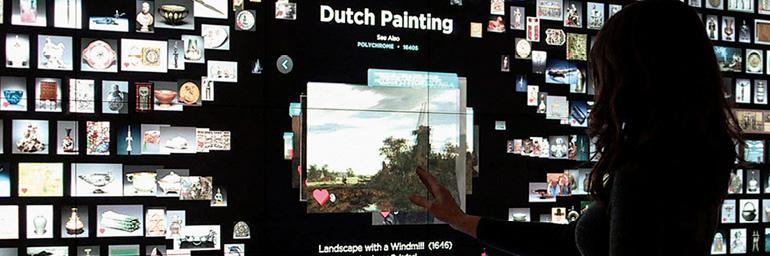 Dutch Painting
See Also
POLYCHROME • 1640S
Landscape with a Windmill (1646)